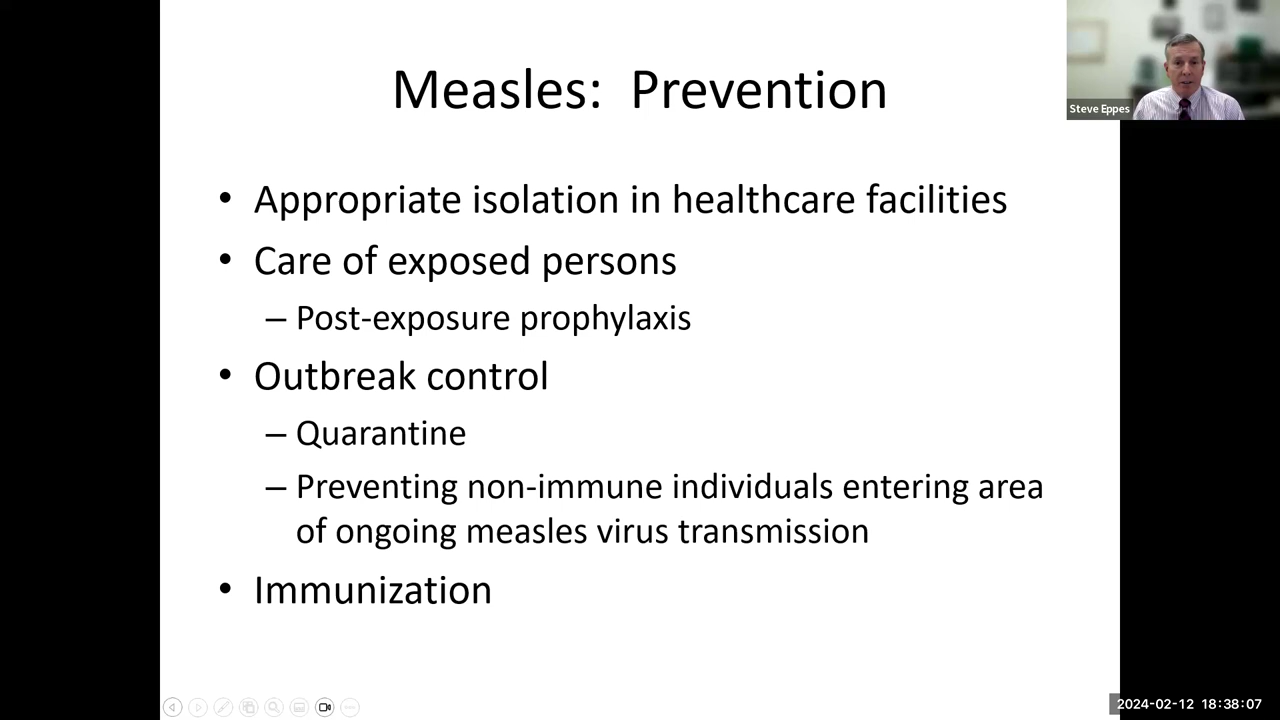 Measles:  Prevention
Steve Eppes
• Appropriate isolation in healthcare facilities
• Care of exposed persons
– Post-exposure prophylaxis
• Outbreak control
– Quarantine
– Preventing non-immune individuals entering area
of ongoing measles virus transmission
• Immunization
2024-02-12 18:38:07